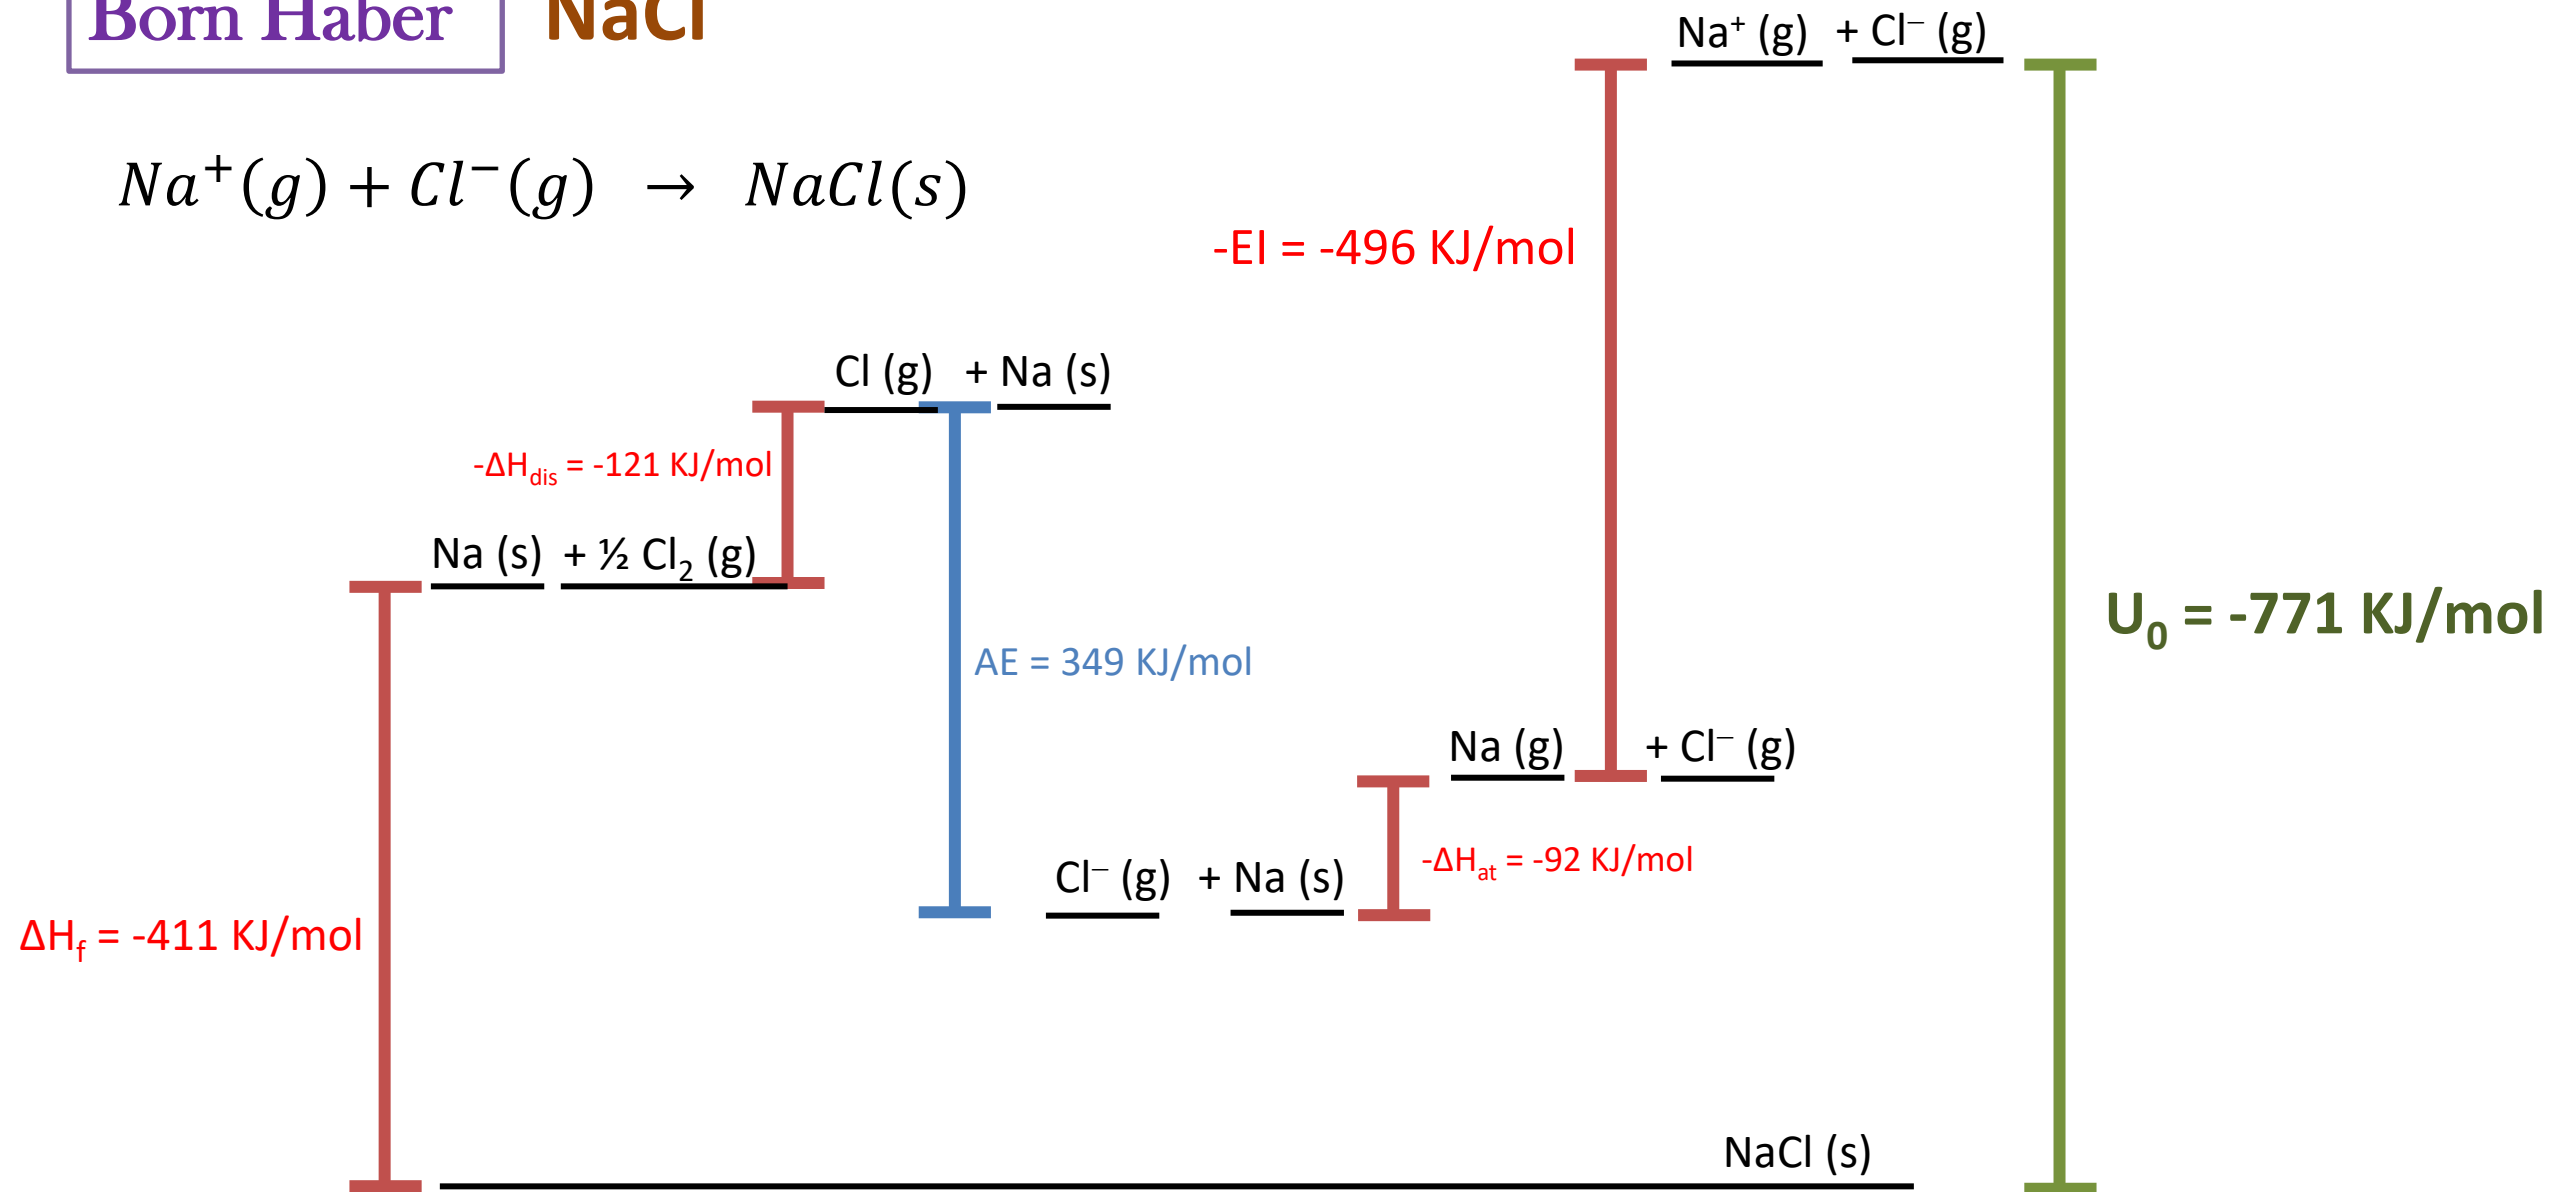 Born Haber
NaCl
Na⁺ (g) + Cl⁻ (g)
Na⁺(g) + Cl⁻(g) → NaCl(s)
-EI = -496 KJ/mol
Cl (g) + Na (s)
-ΔHdis = -121 KJ/mol
Na (s) + ½ Cl₂ (g)
U₀ = -771 KJ/mol
AE = 349 KJ/mol
Na (g) + Cl⁻ (g)
-ΔHat = -92 KJ/mol
Cl⁻ (g) + Na (s)
ΔHf = -411 KJ/mol
NaCl (s)